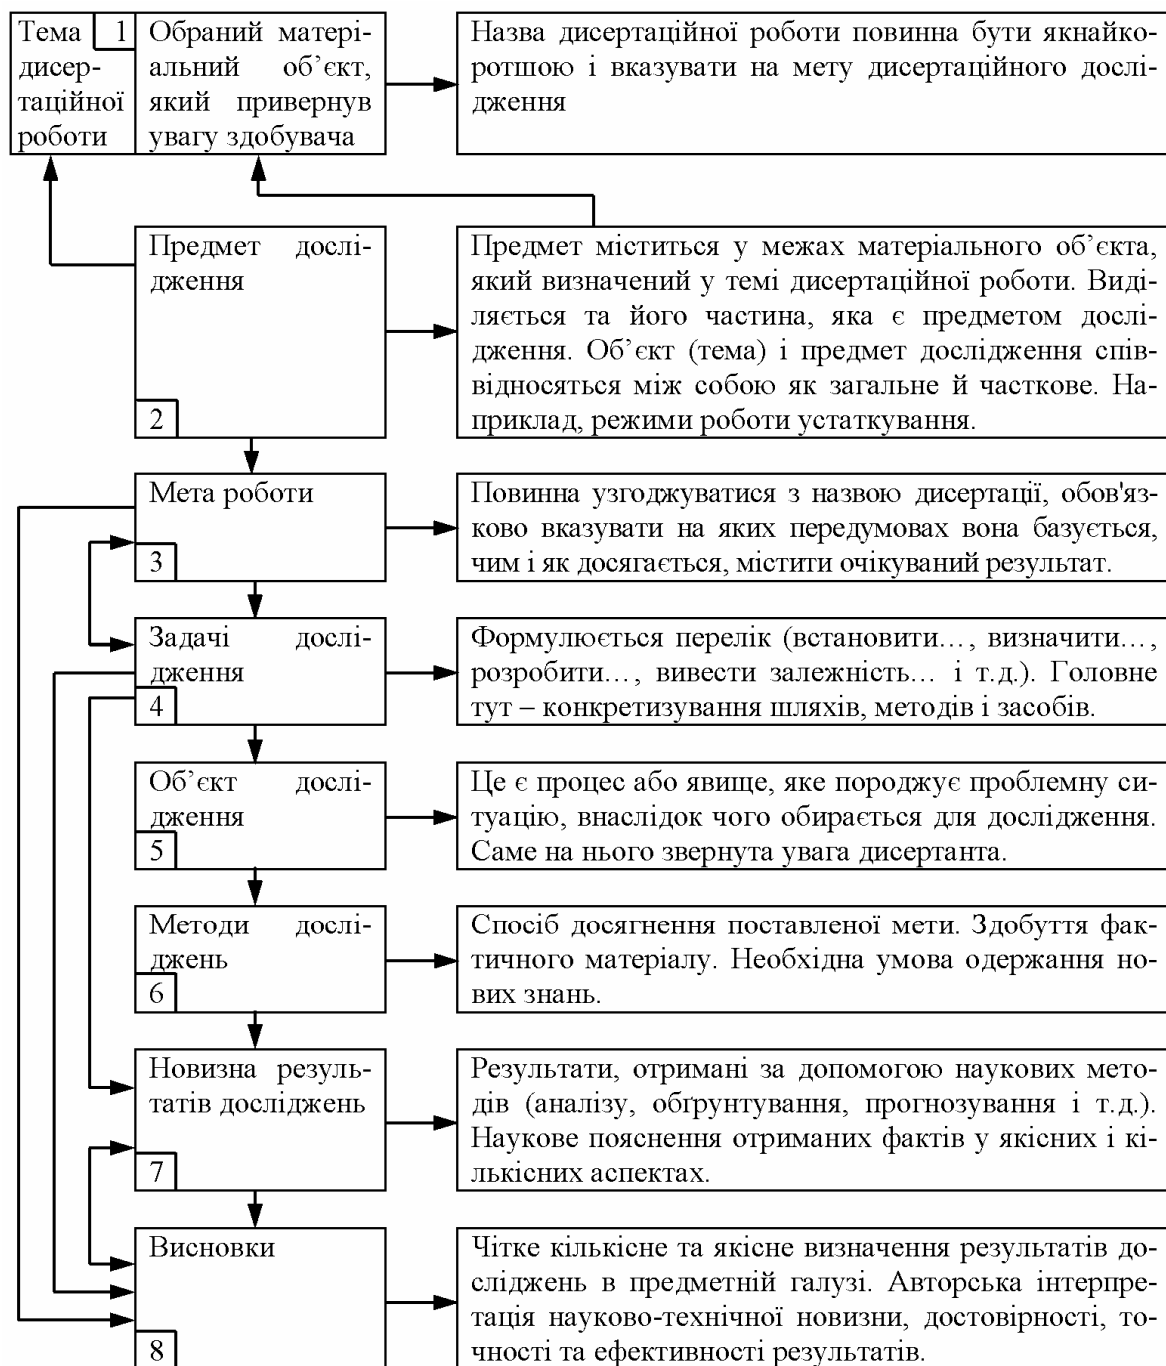 Тема
дисер-
таційної
роботи
1
Обраний матері-
альний об’єкт,
який привернув
увагу здобувача
Назва дисертаційної роботи повинна бути якнайко-
ротшою і вказувати на мету дисертаційного дослі-
дження
Предмет дослі-
дження
2
Предмет міститься у межах матеріального об’єкта,
який визначений у темі дисертаційної роботи. Виді-
ляється та його частина, яка є предметом дослі-
дження. Об’єкт (тема) і предмет дослідження спів-
відносяться між собою як загальне й часткове. На-
приклад, режими роботи устаткування.
Мета роботи
3
Повинна узгоджуватися з назвою дисертації, обов'яз-
ково вказувати на яких передумовах вона базується,
чим і як досягається, містити очікуваний результат.
Задачі дослі-
дження
4
Формулюється перелік (встановити…, визначити…,
розробити…, вивести залежність… і т.д.). Головне
тут – конкретизування шляхів, методів і засобів.
Об’єкт дослі-
дження
5
Це є процес або явище, яке породжує проблемну си-
туацію, внаслідок чого обирається для дослідження.
Саме на нього звернута увага дисертанта.
Методи дослі-
джень
6
Спосіб досягнення поставленої мети. Здобуття фак-
тичного матеріалу. Необхідна умова одержання но-
вих знань.
Новизна резуль-
татів досліджень
7
Результати, отримані за допомогою наукових мето-
дів (аналізу, обґрунтування, прогнозування і т.д.).
Наукове пояснення отриманих фактів у якісних і кі-
лькісних аспектах.
Висновки
8
Чітке кількісне та якісне визначення результатів до-
сліджень в предметній галузі. Авторська інтерпре-
тація науково-технічної новизни, достовірності, то-
чності та ефективності результатів.